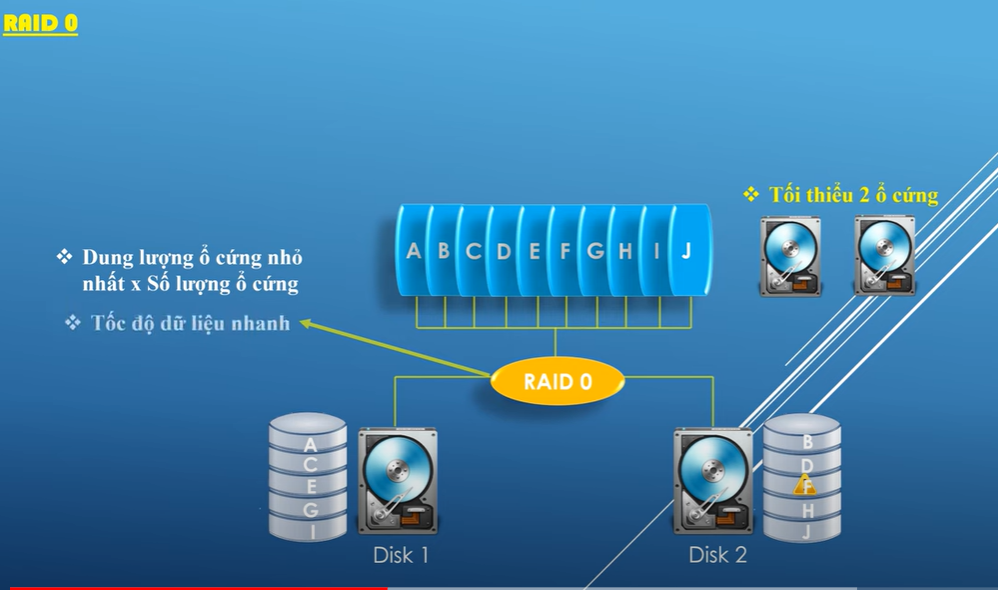 RAID 0
❖ Tối thiểu 2 ổ cứng
A B C D E F G H I J
❖ Dung lượng ổ cứng nhỏ
nhất x Số lượng ổ cứng
❖ Tốc độ dữ liệu nhanh
RAID 0
A
C
E
G
I
Disk 1
B
D
F
H
J
Disk 2